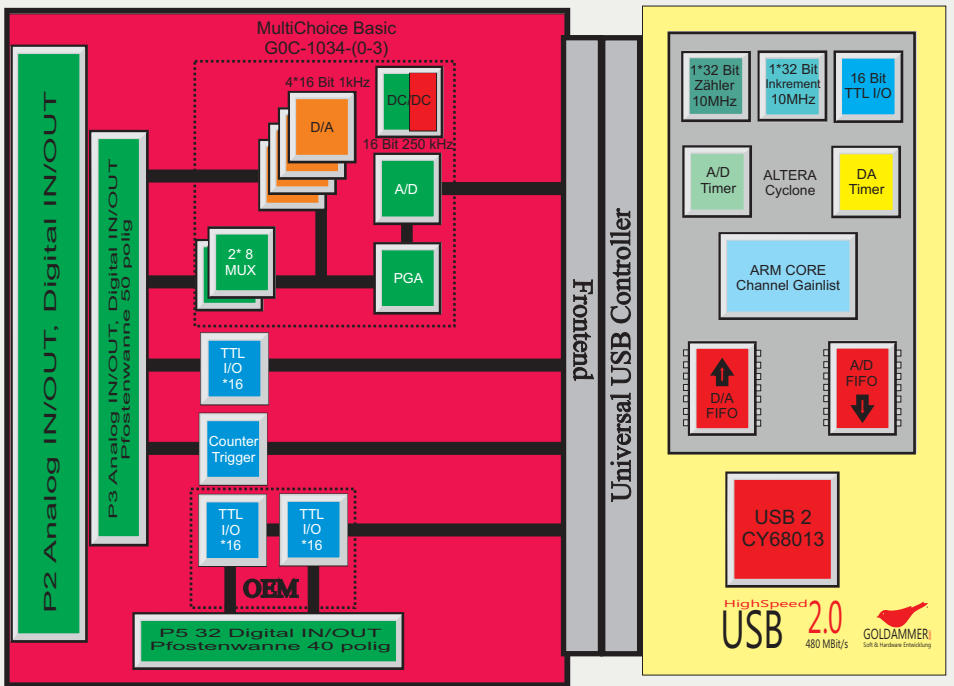 MultiChoice Basic
G0C-1034-(0-3)
P2 Analog IN/OUT, Digital IN/OUT
P3 Analog IN/OUT, Digital IN/OUT
Pfostenwanne 50 polig
4*16 Bit 1kHz
D/A
DC/DC
16 Bit 250 kHz
A/D
2* 8
MUX
PGA
TTL
I/O
*16
Counter
Trigger
TTL
I/O
*16
TTL
I/O
*16
OEM
P5 32 Digital IN/OUT
Pfostenwanne 40 polig
Frontend
Universal USB Controller
1*32 Bit
Zähler
10MHz
1*32 Bit
Inkrement
10MHz
16 Bit
TTL I/O
A/D
Timer
ALTERA
Cyclone
DA
Timer
ARM CORE
Channel Gainlist
D/A
FIFO
A/D
FIFO
USB 2
CY68013
HighSpeed
USB 2.0
480 MBit/s
GOLDAMMER
Soft & Hardware Entwicklung